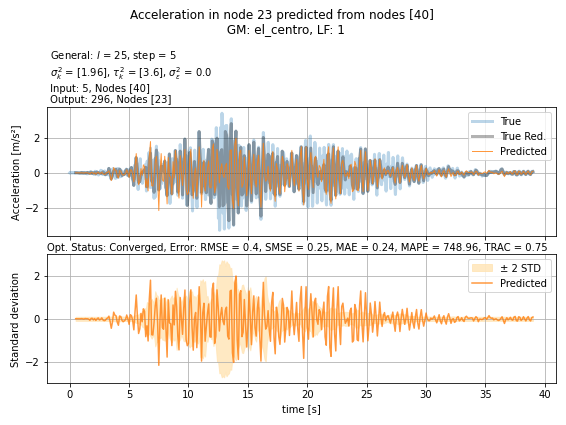 Acceleration in node 23 predicted from nodes [40]
GM: el_centro, LF: 1
General: l = 25, step = 5
σ²ₖ = [1.96], τ²ₖ = [3.6], σ²ε = 0.0
Input: 5, Nodes [40]
Output: 296, Nodes [23]
Acceleration [m/s²]
2
0
−2
True
True Red.
Predicted
Opt. Status: Converged, Error: RMSE = 0.4, SMSE = 0.25, MAE = 0.24, MAPE = 748.96, TRAC = 0.75
Standard deviation
2
0
−2
± 2 STD
Predicted
0 5 10 15 20 25 30 35 40
time [s]